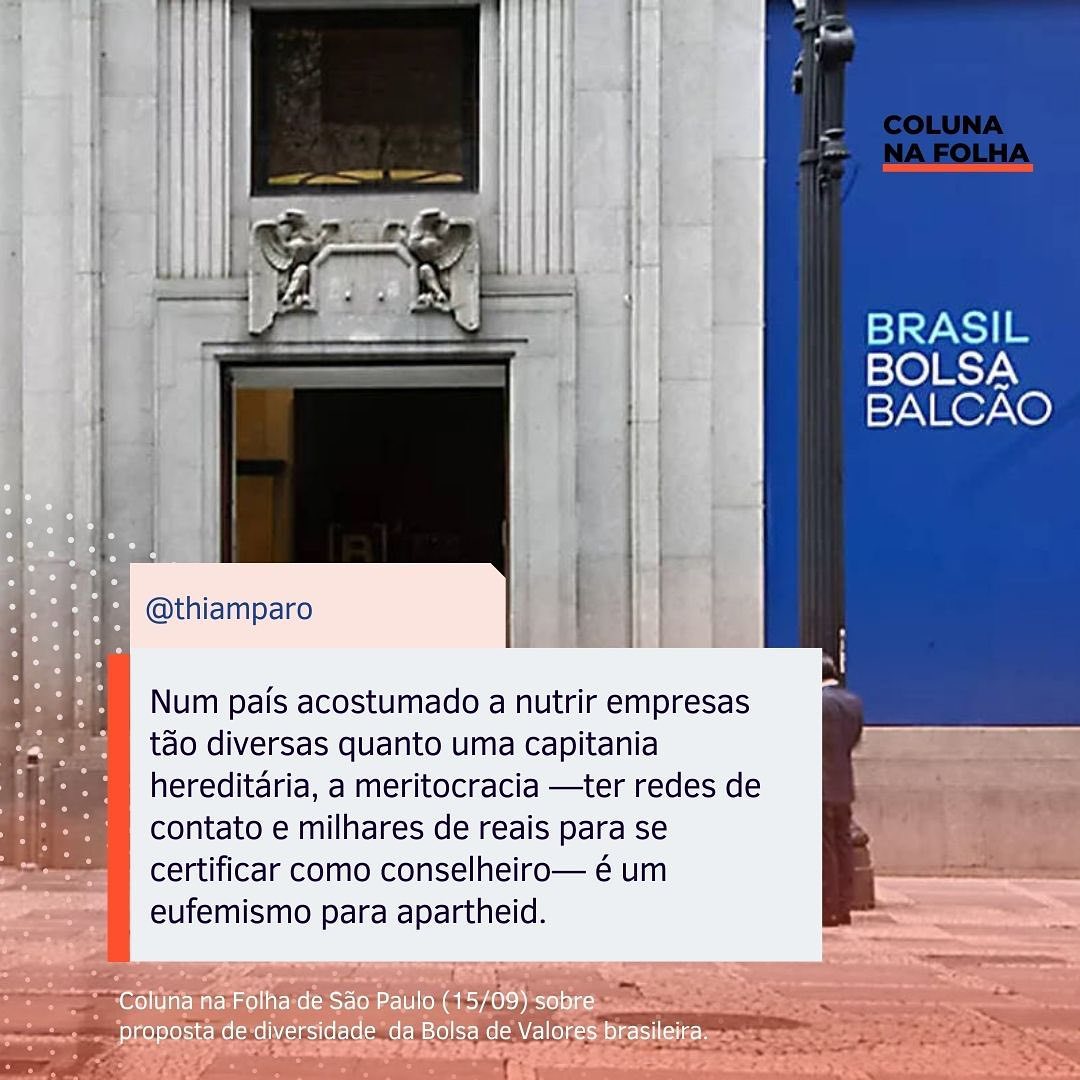 COLUNA
NA FOLHA
BRASIL
BOLSA
BALCÃO
@thiamparo
Num país acostumado a nutrir empresas
tão diversas quanto uma capitania
hereditária, a meritocracia —ter redes de
contato e milhares de reais para se
certificar como conselheiro— é um
eufemismo para apartheid.
Coluna na Folha de São Paulo (15/09) sobre
proposta de diversidade  da Bolsa de Valores brasileira.